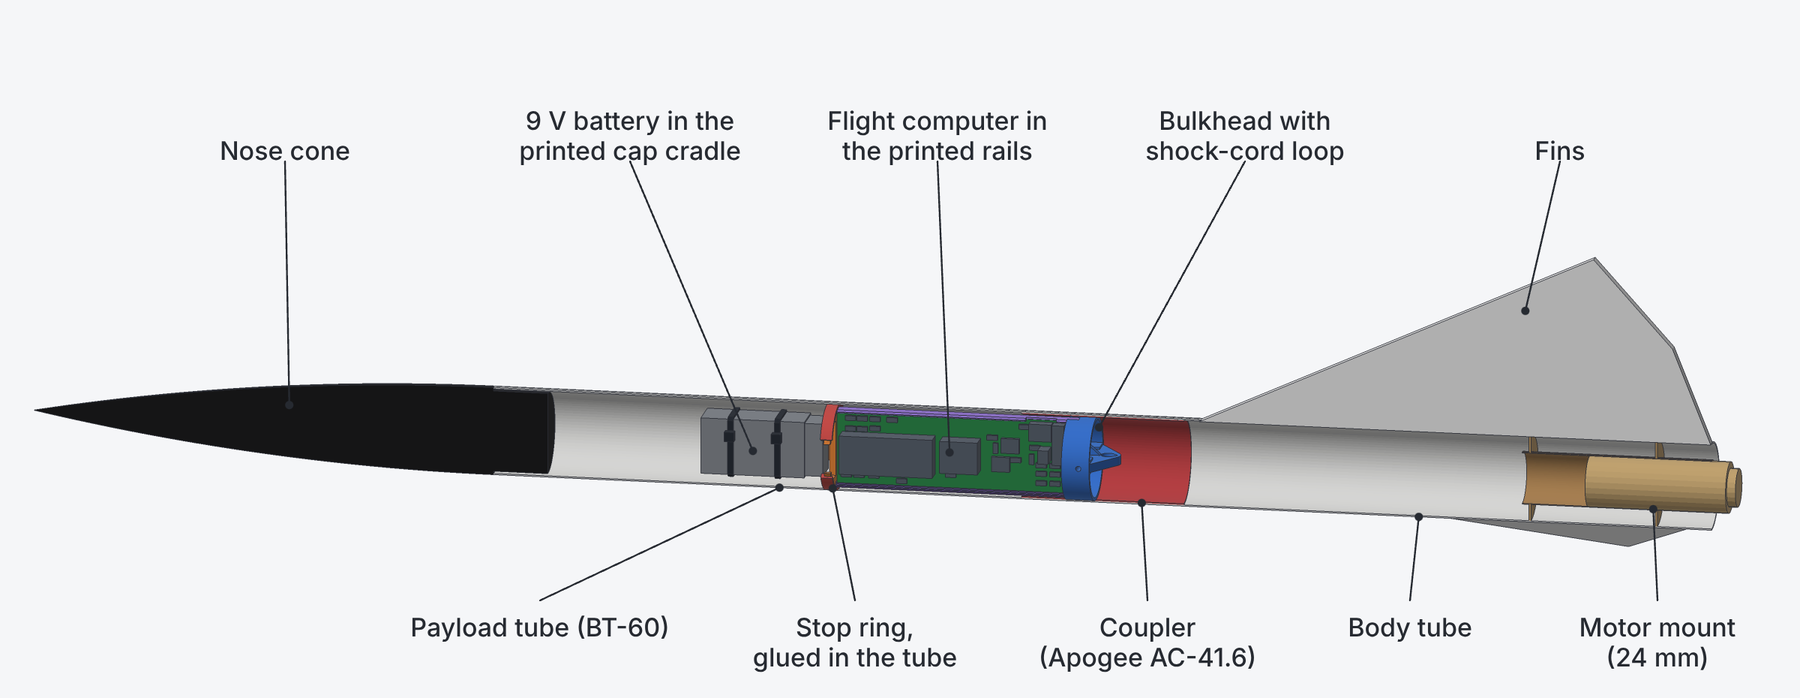 Nose cone
9 V battery in the
printed cap cradle
Flight computer in
the printed rails
Bulkhead with
shock-cord loop
Fins
Payload tube (BT-60)
Stop ring,
glued in the tube
Coupler
(Apogee AC-41.6)
Body tube
Motor mount
(24 mm)